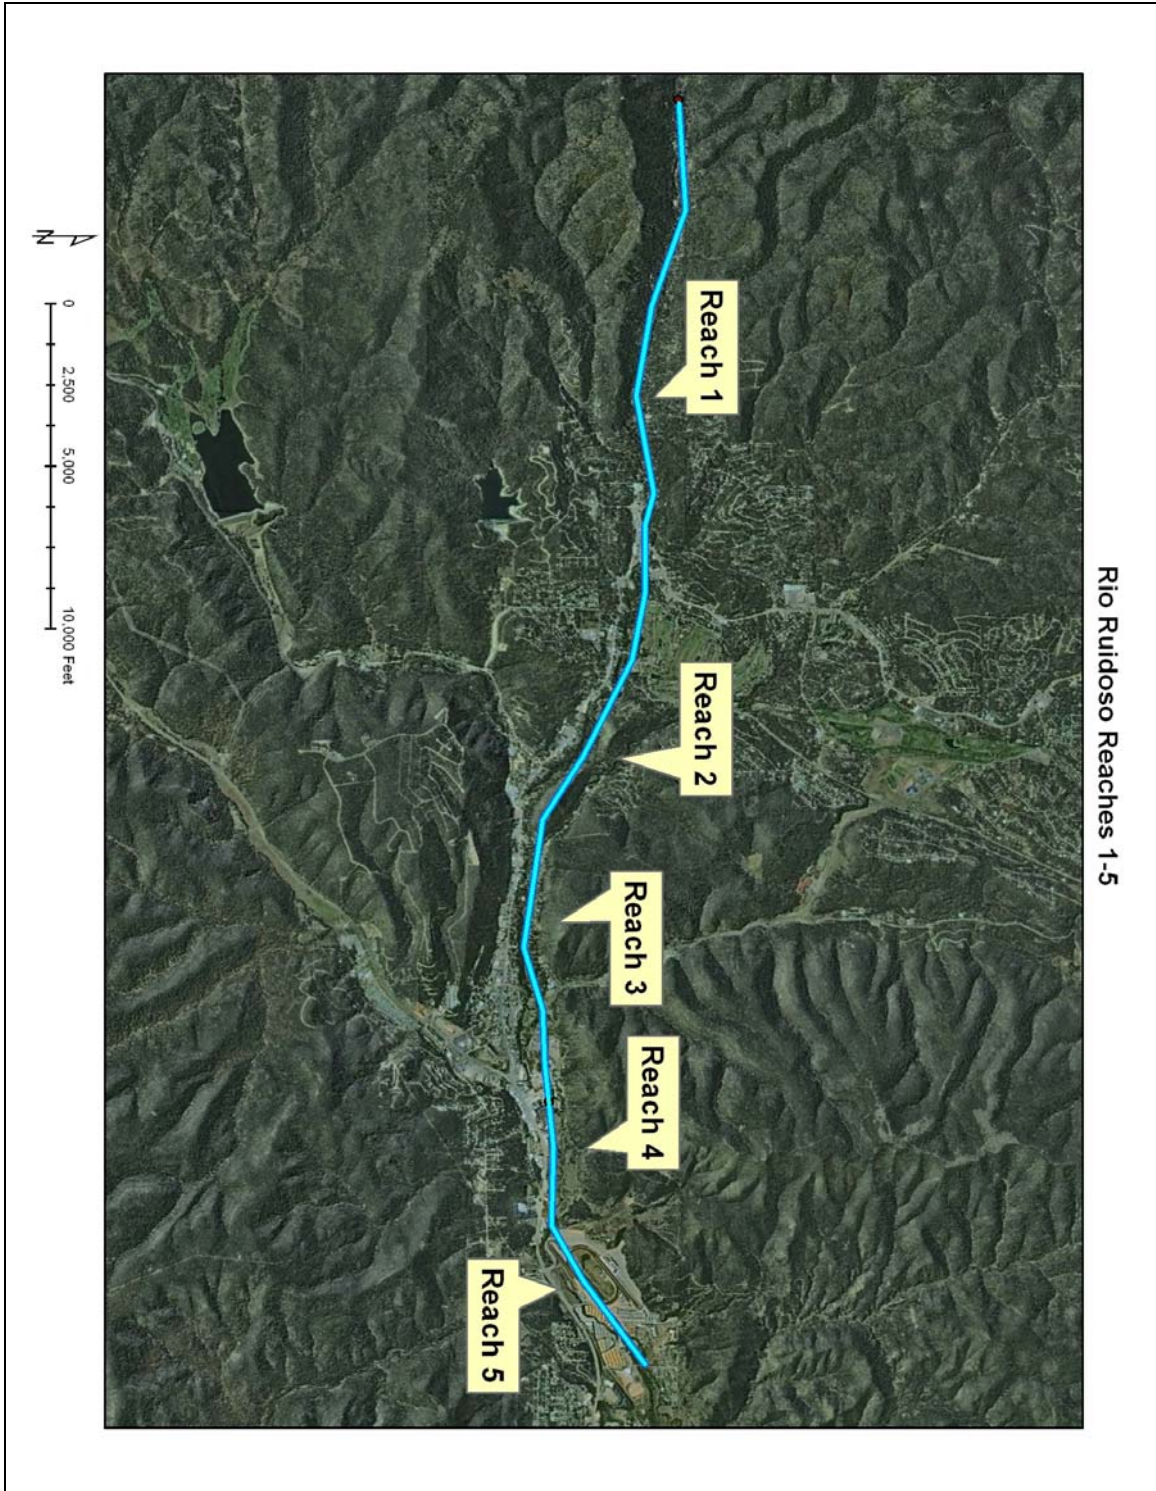 Rio Ruidoso Reaches 1-5
Reach 1
Reach 2
Reach 3
Reach 4
Reach 5
N
0 2,500 5,000 10,000 Feet